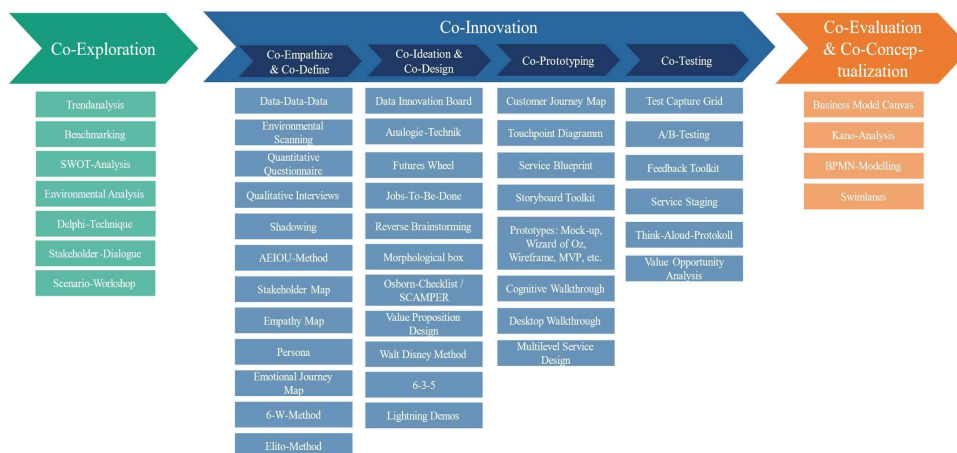 Co-Exploration
Trendanalysis
Benchmarking
SWOT-Analysis
Environmental Analysis
Delphi-Technique
Stakeholder-Dialogue
Scenario-Workshop
Co-Innovation
Co-Empathize
& Co-Define
Data-Data-Data
Environmental
Scanning
Quantitative
Questionnaire
Qualitative Interviews
Shadowing
AEIOU-Method
Stakeholder Map
Empathy Map
Persona
Emotional Journey
Map
6-W-Method
Elito-Method
Co-Ideation &
Co-Design
Data Innovation Board
Analogie-Technik
Futures Wheel
Jobs-To-Be-Done
Reverse Brainstorming
Morphological box
Osborn-Checklist /
SCAMPER
Value Proposition
Design
Walt Disney Method
6-3-5
Lightning Demos
Co-Prototyping
Customer Journey Map
Touchpoint Diagramm
Service Blueprint
Storyboard Toolkit
Prototypes: Mock-up,
Wizard of Oz,
Wireframe, MVP, etc.
Cognitive Walkthrough
Desktop Walkthrough
Multilevel Service
Design
Co-Testing
Test Capture Grid
A/B-Testing
Feedback Toolkit
Service Staging
Think-Aloud-Protokoll
Value Opportunity
Analysis
Co-Evaluation
& Co-Concep-
tualization
Business Model Canvas
Kano-Analysis
BPMN-Modelling
Swimlanes